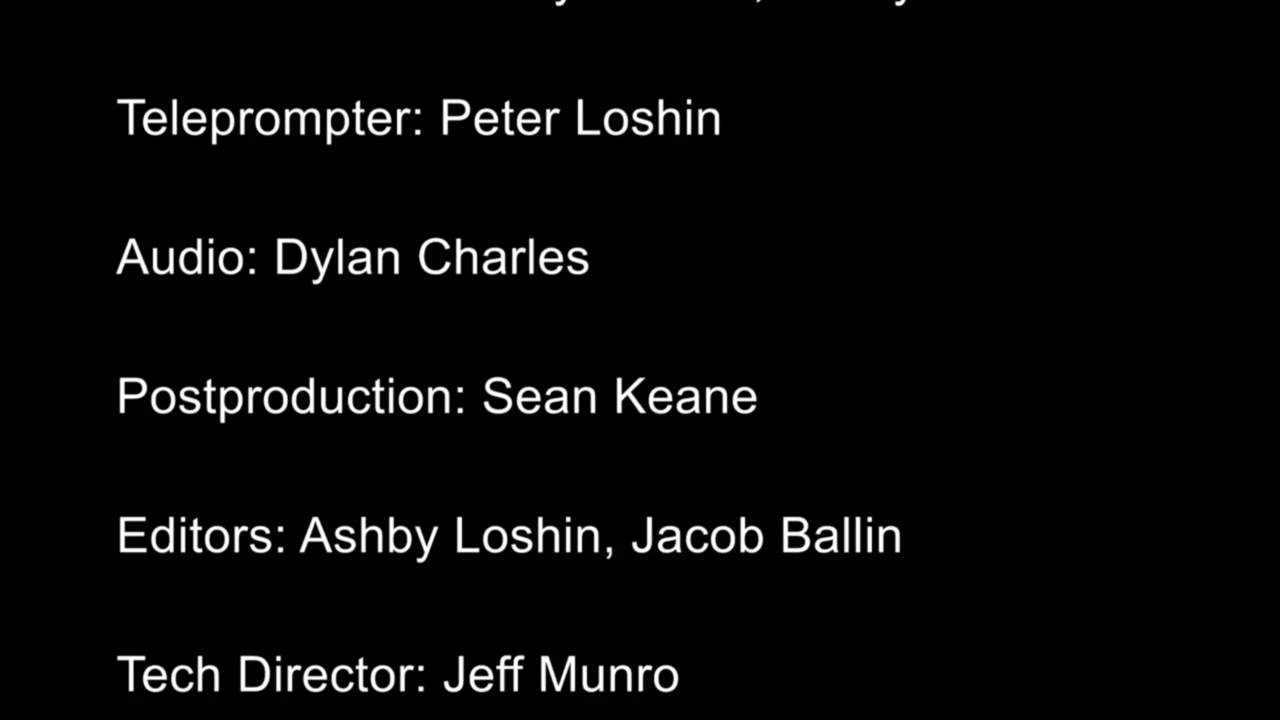 Teleprompter: Peter Loshin
Audio: Dylan Charles
Postproduction: Sean Keane
Editors: Ashby Loshin, Jacob Ballin
Tech Director: Jeff Munro